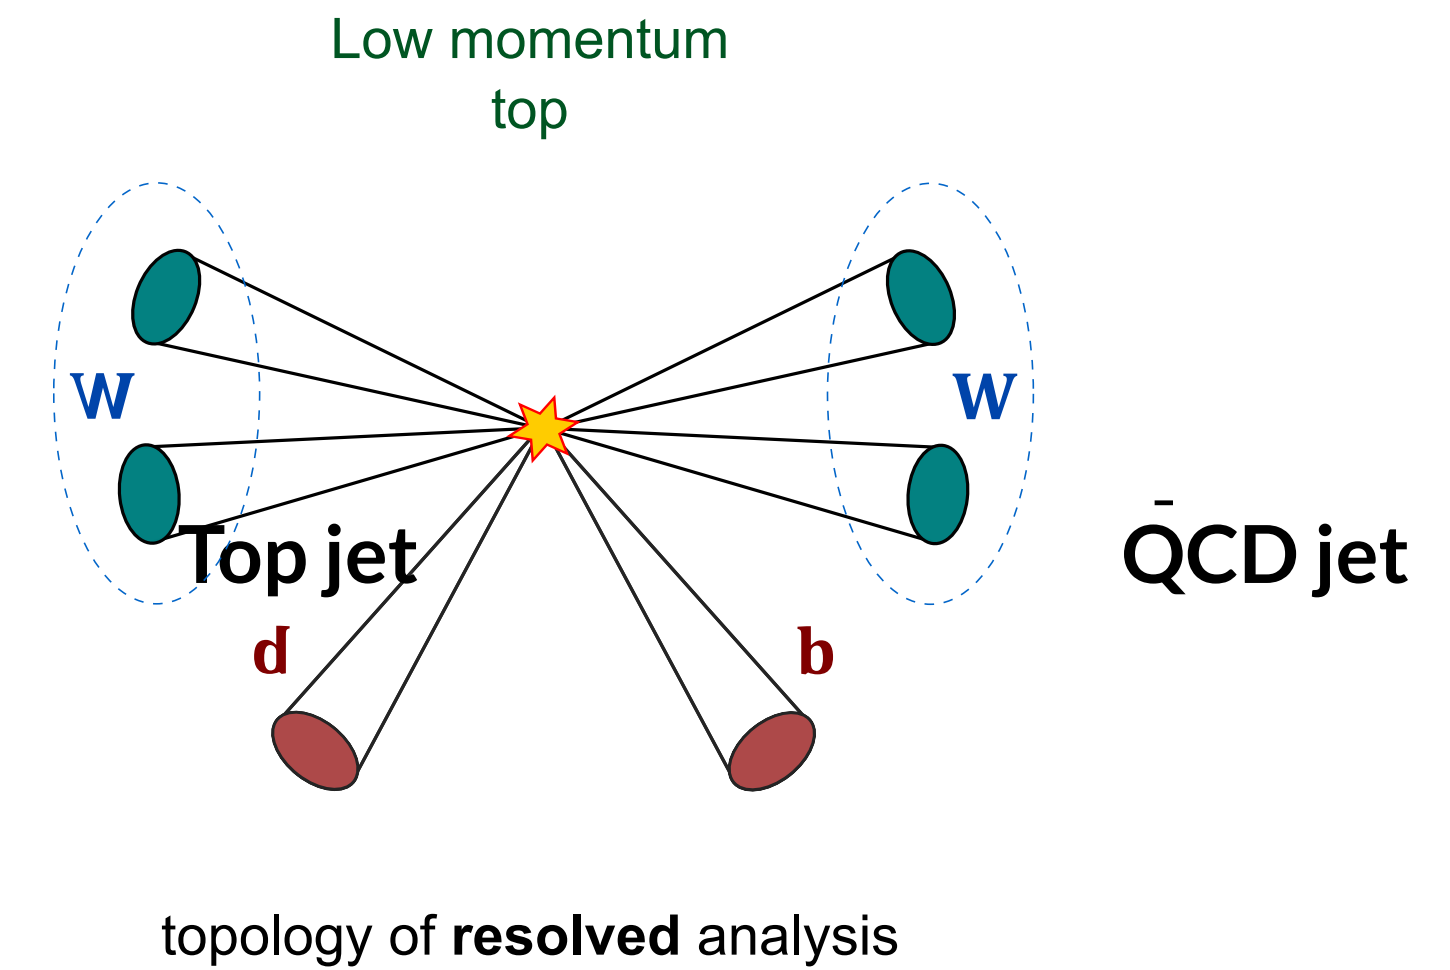 Low momentum
top
W
W
Top jet
-
QCD jet
d
b
topology of resolved analysis